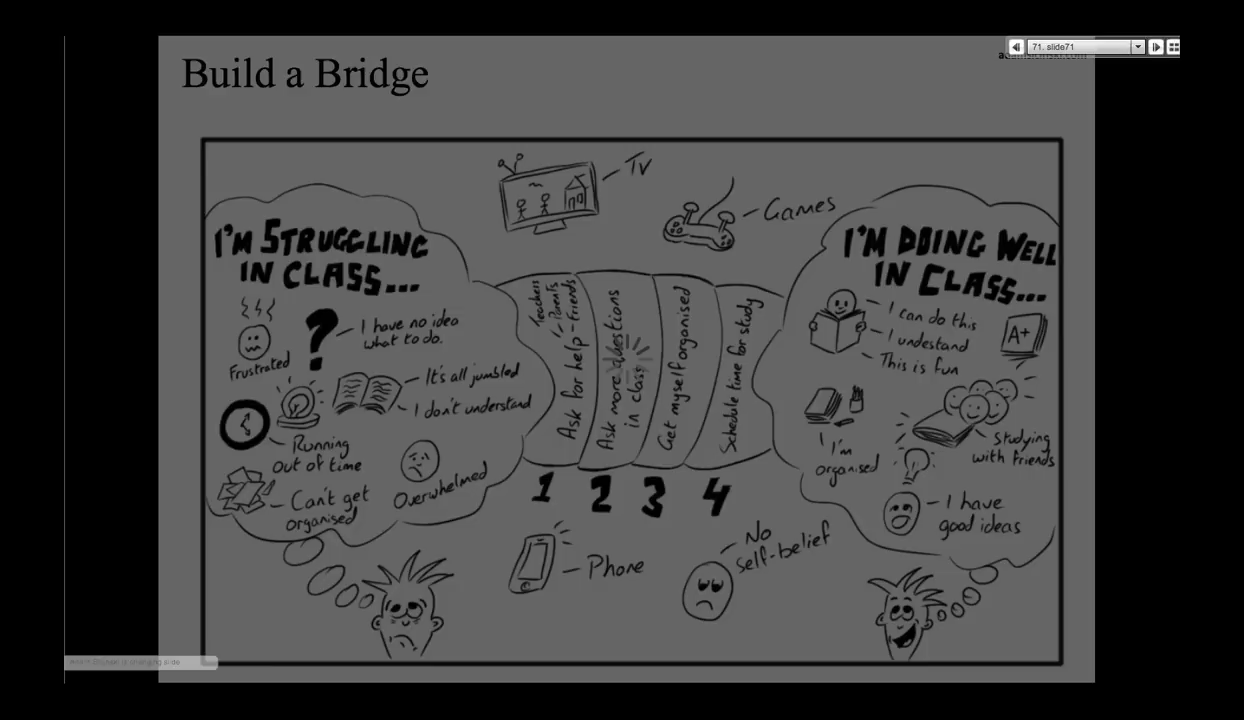 71. slide71
Build a Bridge
TV
Games
I'M STRUGGLING
IN CLASS...
I have no idea
what to do.
Frustrated
It's all jumbled
I don't understand
Running
out of time
Overwhelmed
Can't get
organised
Teachers
Parents
Ask for help - Friends
Ask more questions
in class
Get myself organised
Schedule time for study
1 2 3 4
Phone
No
self-belief
I'M DOING WELL
IN CLASS...
I can do this
I undestand
This is fun
A+
I'm
organised
Studying
with friends
I have
good ideas